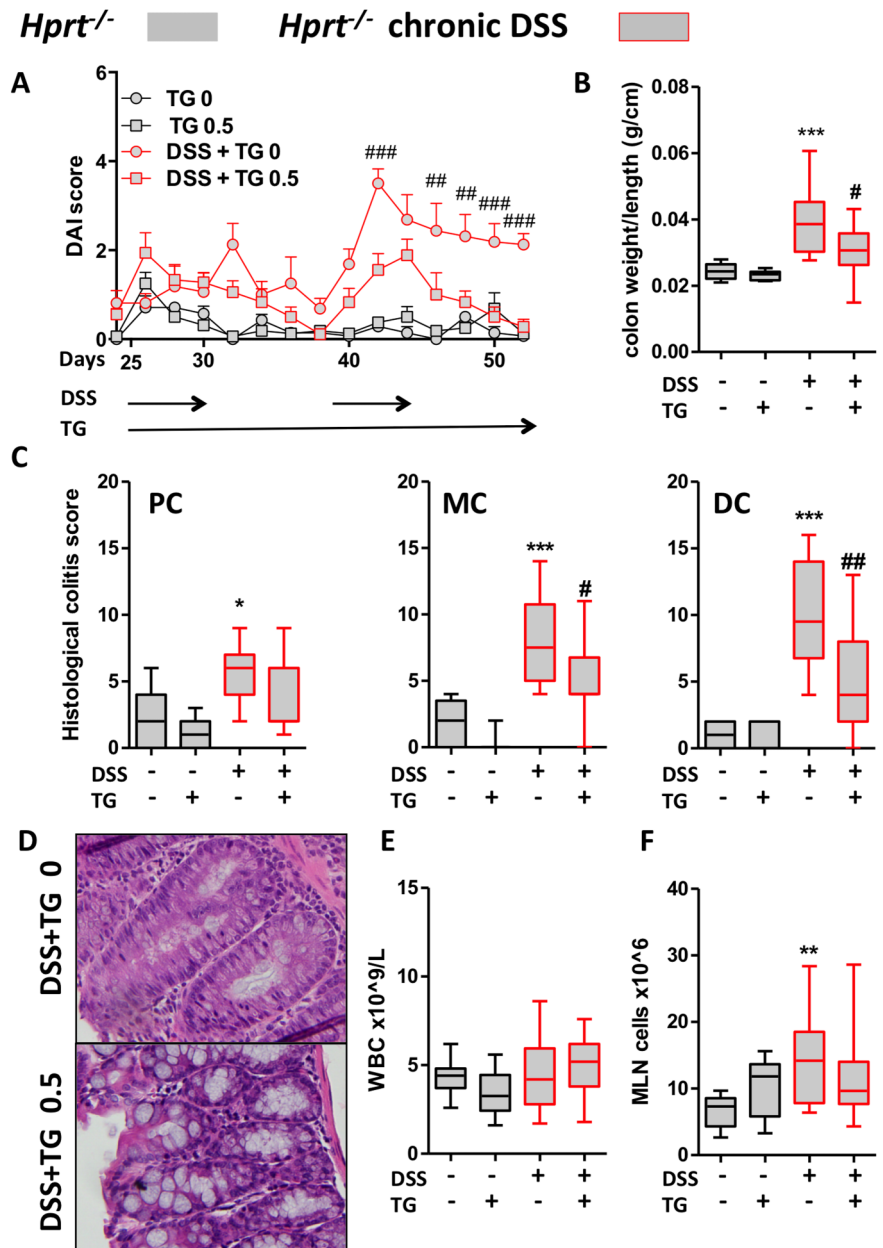 Hprt-/- Hprt-/- chronic DSS
A
DAI score
6
4
2
0
TG 0
TG 0.5
DSS + TG 0
DSS + TG 0.5
### ## ## ### ###
Days 25 30 40 50
DSS
TG
B
colon weight/length (g/cm)
0.08
0.06
0.04
0.02
0.00
*** #
DSS - - + +
TG - + - +
C
Histological colitis score
20
15
10
5
0
PC
*
DSS - - + +
TG - + - +
20
15
10
5
0
MC
*** #
DSS - - + +
TG - + - +
20
15
10
5
0
DC
*** ##
DSS - - + +
TG - + - +
D
DSS+TG 0
DSS+TG 0.5
E
WBC x10^9/L
15
10
5
0
DSS - - + +
TG - + - +
F
MLN cells x10^6
40
30
20
10
0
**
DSS - - + +
TG - + - +